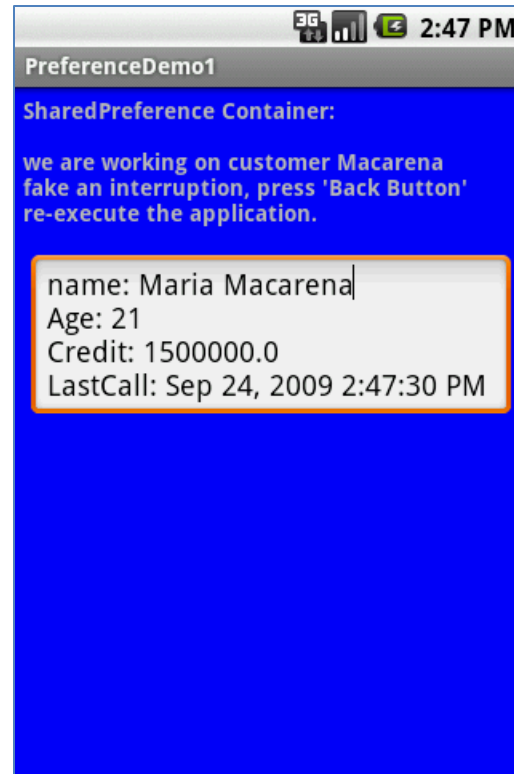 3G 2:47 PM
PreferenceDemo1
SharedPreference Container:
we are working on customer Macarena
fake an interruption, press 'Back Button'
re-execute the application.
name: Maria Macarena
Age: 21
Credit: 1500000.0
LastCall: Sep 24, 2009 2:47:30 PM